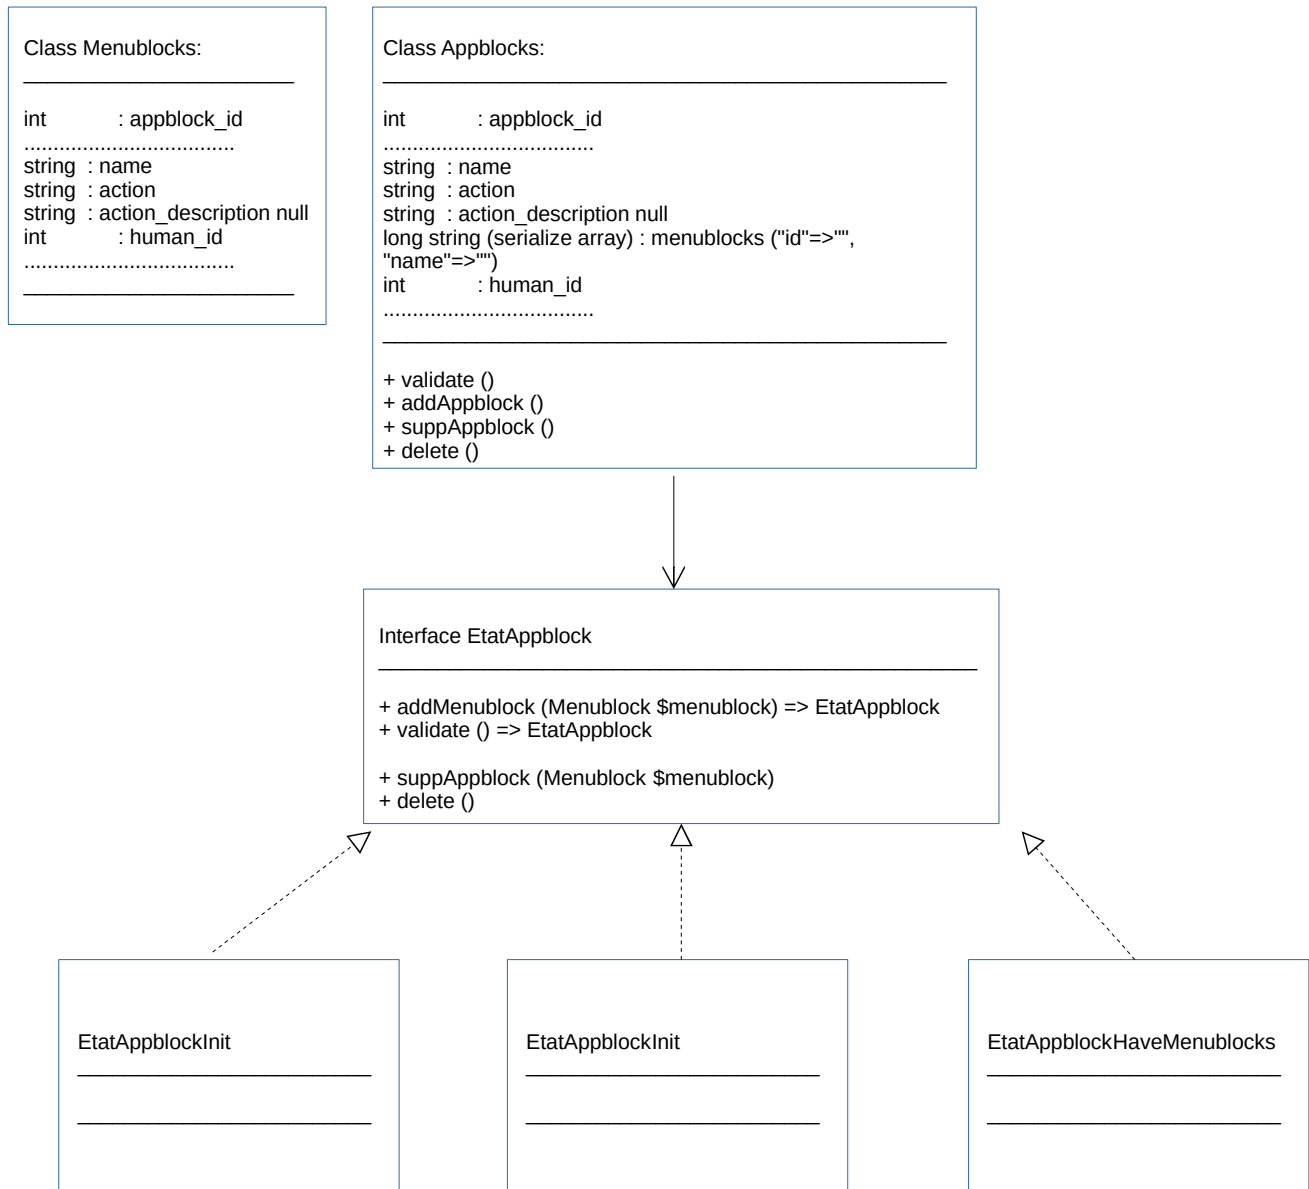 Class Menublocks:
int : appblock_id
...................................
string : name
string : action
string : action_description null
int : human_id
...................................
Class Appblocks:
int : appblock_id
...................................
string : name
string : action
string : action_description null
long string (serialize array) : menublocks ("id"=>"",
"name"=>"")
int : human_id
...................................
+ validate ()
+ addAppblock ()
+ suppAppblock ()
+ delete ()
Interface EtatAppblock
+ addMenublock (Menublock $menublock) => EtatAppblock
+ validate () => EtatAppblock
+ suppAppblock (Menublock $menublock)
+ delete ()
EtatAppblockInit
EtatAppblockInit
EtatAppblockHaveMenublocks